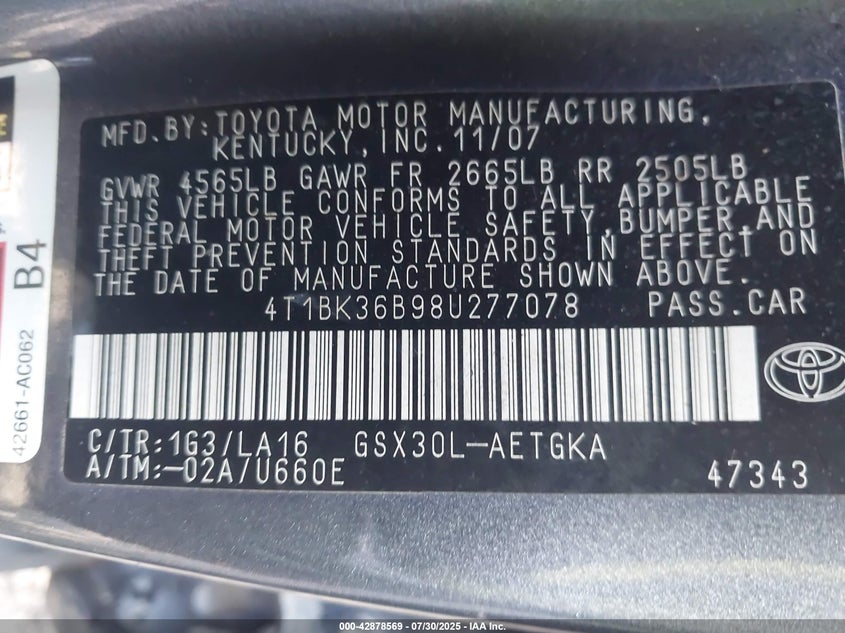 MFD. BY: TOYOTA MOTOR MANUFACTURING,
KENTUCKY, INC. 11/07
GVWR 4565LB GAWR FR 2665LB RR 2505LB
THIS VEHICLE CONFORMS TO ALL APPLICABLE
FEDERAL MOTOR VEHICLE SAFETY, BUMPER, AND
THEFT PREVENTION STANDARDS IN EFFECT ON
THE DATE OF MANUFACTURE SHOWN ABOVE.
4T1BK36B98U277078 PASS.CAR
C/TR:1G3/LA16 GSX30L-AETGKA
A/TM:-02A/U660E 47343
42661-AC062
B4
000-42878569 - 07/30/2025 - IAA Inc.